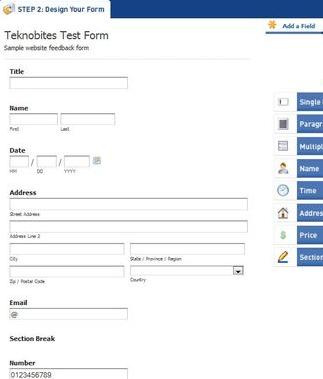 STEP 2: Design Your Form
Add a Field
Teknobites Test Form
Sample website feedback form
Title
Name
First Last
Date
/ /
MM DD YYYY
Address
Street Address
Address Line 2
City State / Province / Region
Zip / Postal Code Country
Email
@
Section Break
Number
0123456789
Single
Paragr
Multipl
Name
Time
Addres
Price
Section